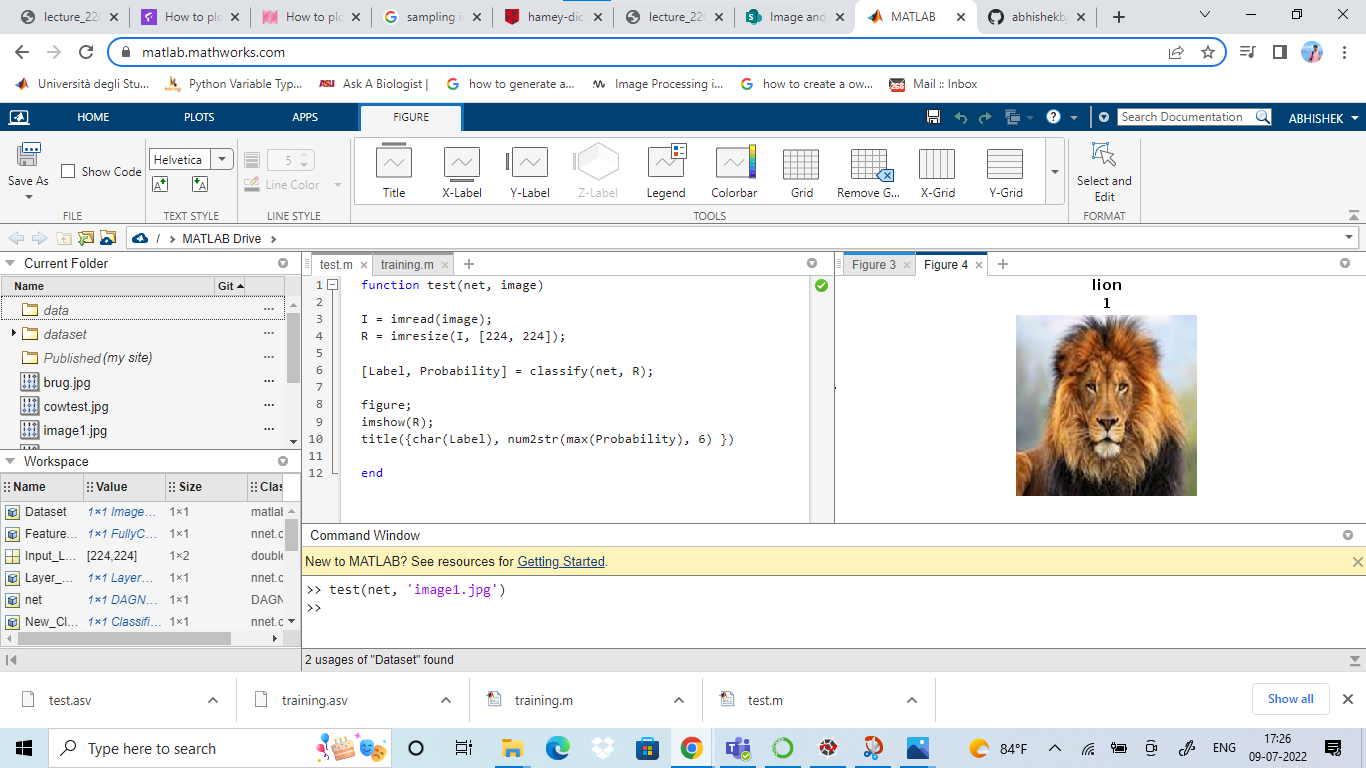 lecture_22(
How to plo
How to plo
sampling i
hamey-dic
lecture_22(
Image and
MATLAB
abhishekb
matlab.mathworks.com
Università degli Stu...
Python Variable Typ...
ASU Ask A Biologist |
how to generate a...
Image Processing i...
how to create a ow...
268 Mail :: Inbox
HOME
PLOTS
APPS
FIGURE
Search Documentation
ABHISHEK
Save As
Show Code
Helvetica
5
Line Color
A
A
Title
X-Label
Y-Label
Z-Label
Legend
Colorbar
Grid
Remove G...
X-Grid
Y-Grid
Select and
Edit
FILE
TEXT STYLE
LINE STYLE
TOOLS
FORMAT
/ > MATLAB Drive >
Current Folder
Name Git
data
dataset
Published (my site)
brug.jpg
cowtest.jpg
image1.jpg
Workspace
Name Value Size Clas
Dataset 1×1 Image... 1×1 matlal
Feature... 1×1 FullyC... 1×1 nnet.c
Input_L... [224,224] 1×2 double
Layer_... 1×1 Layer... 1×1 nnet.c
net 1×1 DAGN... 1×1 DAGN
New_Cl... 1×1 Classifi... 1×1 nnet.c
test.m
training.m
1 function test(net, image)
2
3 I = imread(image);
4 R = imresize(I, [224, 224]);
5
6 [Label, Probability] = classify(net, R);
7
8 figure;
9 imshow(R);
10 title({char(Label), num2str(max(Probability), 6) })
11
12 end
Figure 3
Figure 4
lion
1
Command Window
New to MATLAB? See resources for Getting Started.
>> test(net, 'image1.jpg')
>>
2 usages of "Dataset" found
test.asv
training.asv
training.m
test.m
Show all
Type here to search
84°F
ENG
17:26
09-07-2022